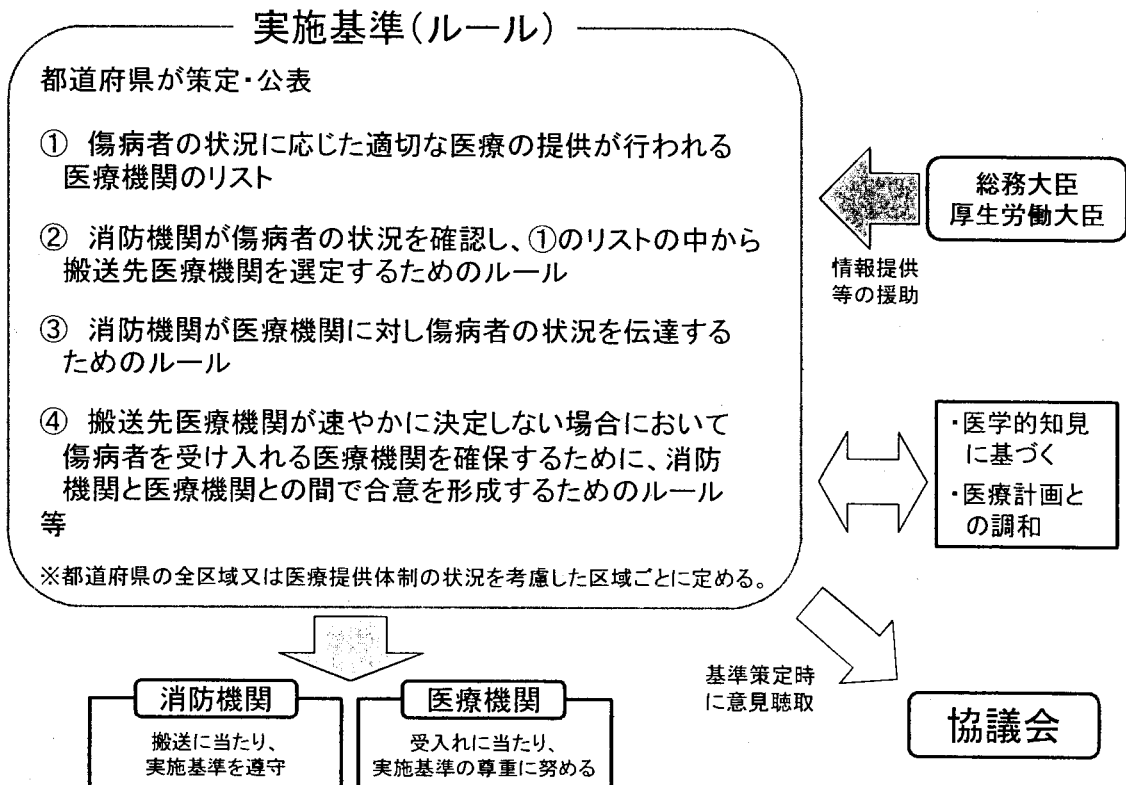 実施基準(ルール)
都道府県が策定・公表
① 傷病者の状況に応じた適切な医療の提供が行われる
医療機関のリスト
② 消防機関が傷病者の状況を確認し、①のリストの中から
搬送先医療機関を選定するためのルール
③ 消防機関が医療機関に対し傷病者の状況を伝達する
ためのルール
④ 搬送先医療機関が速やかに決定しない場合において
傷病者を受け入れる医療機関を確保するために、消防
機関と医療機関との間で合意を形成するためのルール
等
※都道府県の全区域又は医療提供体制の状況を考慮した区域ごとに定める。
総務大臣
厚生労働大臣
情報提供
等の援助
・医学的知見
に基づく
・医療計画と
の調和
基準策定時
に意見聴取
協議会
消防機関
搬送に当たり、
実施基準を遵守
医療機関
受入れに当たり、
実施基準の尊重に努める